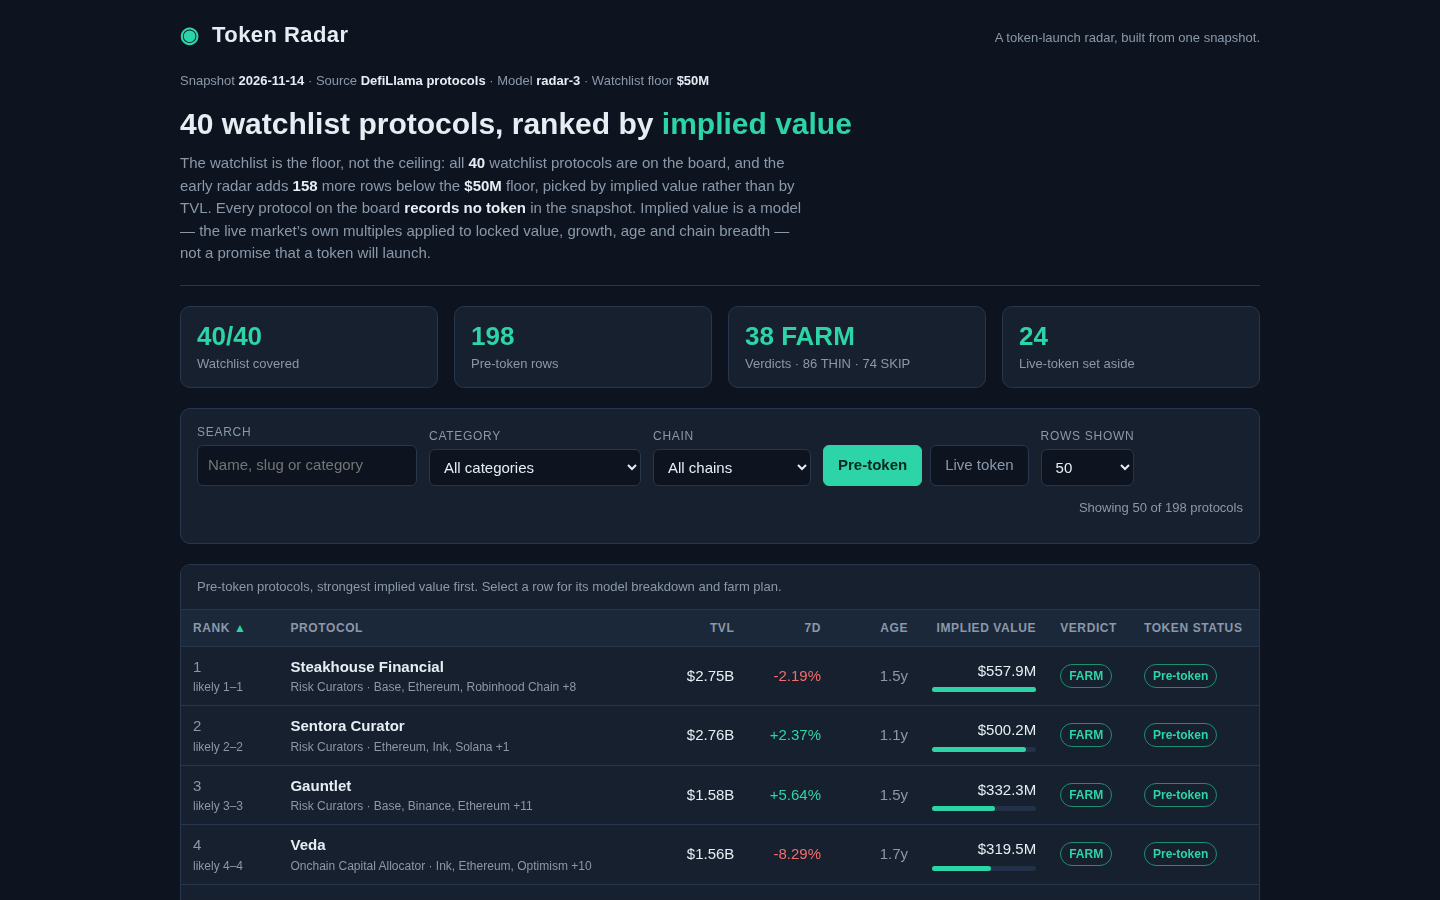 ◉ Token Radar
A token-launch radar, built from one snapshot.
Snapshot 2026-11-14 · Source DefiLlama protocols · Model radar-3 · Watchlist floor $50M
40 watchlist protocols, ranked by implied value
The watchlist is the floor, not the ceiling: all 40 watchlist protocols are on the board, and the
early radar adds 158 more rows below the $50M floor, picked by implied value rather than by
TVL. Every protocol on the board records no token in the snapshot. Implied value is a model
— the live market's own multiples applied to locked value, growth, age and chain breadth —
not a promise that a token will launch.
40/40
Watchlist covered
198
Pre-token rows
38 FARM
Verdicts · 86 THIN · 74 SKIP
24
Live-token set aside
SEARCH
Name, slug or category
CATEGORY
All categories
CHAIN
All chains
Pre-token
Live token
ROWS SHOWN
50
Showing 50 of 198 protocols
Pre-token protocols, strongest implied value first. Select a row for its model breakdown and farm plan.
RANK ▲ PROTOCOL TVL 7D AGE IMPLIED VALUE VERDICT TOKEN STATUS
1 Steakhouse Financial $2.75B -2.19% 1.5y $557.9M FARM Pre-token
likely 1–1 Risk Curators · Base, Ethereum, Robinhood Chain +8
2 Sentora Curator $2.76B +2.37% 1.1y $500.2M FARM Pre-token
likely 2–2 Risk Curators · Ethereum, Ink, Solana +1
3 Gauntlet $1.58B +5.64% 1.5y $332.3M FARM Pre-token
likely 3–3 Risk Curators · Base, Binance, Ethereum +11
4 Veda $1.56B -8.29% 1.7y $319.5M FARM Pre-token
likely 4–4 Onchain Capital Allocator · Ink, Ethereum, Optimism +10